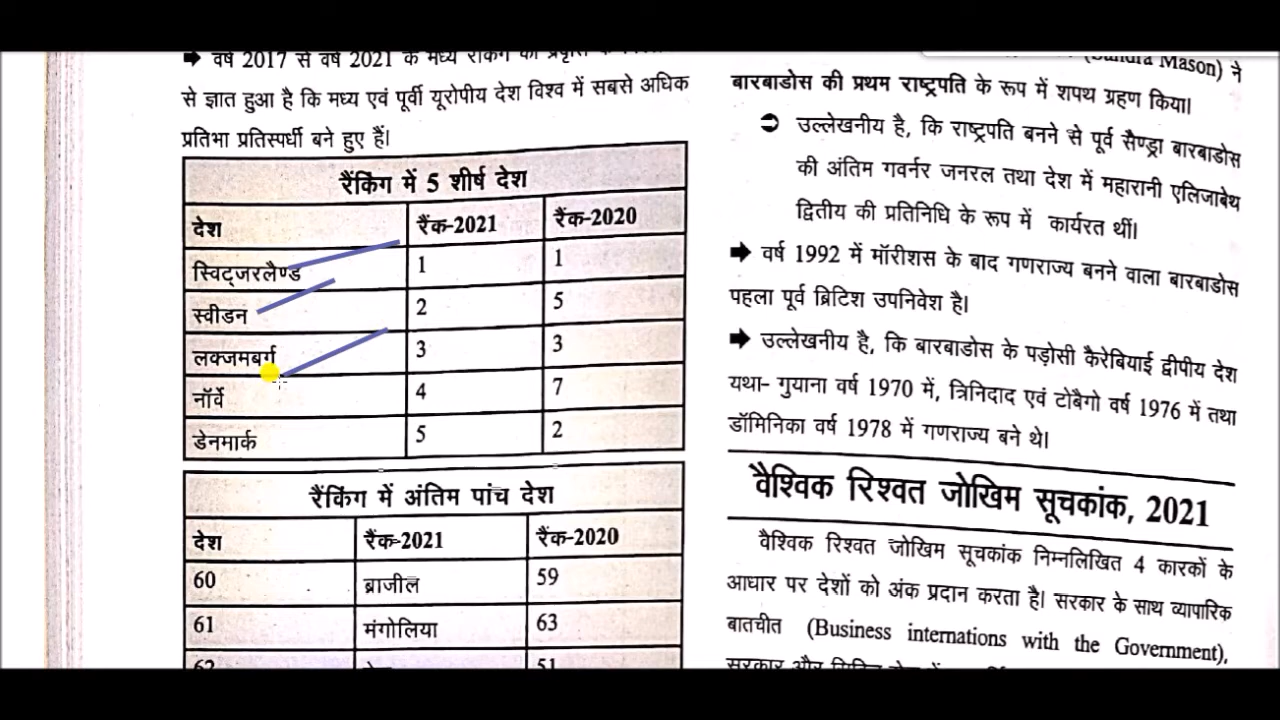 ➡ वर्ष 2017 से वर्ष 2021 के मध्य
से ज्ञात हुआ है कि मध्य एवं पूर्वी यूरोपीय देश विश्व में सबसे अधिक
प्रतिभा प्रतिस्पर्धी बने हुए हैं।
रैंकिंग में 5 शीर्ष देश
देश रैंक-2021 रैंक-2020
स्विट्जरलैण्ड 1 1
स्वीडन 2 5
लक्जमबर्ग 3 3
नॉर्वे 4 7
डेनमार्क 5 2
रैंकिंग में अंतिम पांच देश
देश रैंक-2021 रैंक-2020
60 ब्राजील 59
61 मंगोलिया 63
62 51
(Sandra Mason) ने
बारबाडोस की प्रथम राष्ट्रपति के रूप में शपथ ग्रहण किया।
➲ उल्लेखनीय है, कि राष्ट्रपति बनने से पूर्व सैण्ड्रा बारबाडोस
की अंतिम गवर्नर जनरल तथा देश में महारानी एलिजाबेथ
द्वितीय की प्रतिनिधि के रूप में कार्यरत थीं।
➡ वर्ष 1992 में मॉरीशस के बाद गणराज्य बनने वाला बारबाडोस
पहला पूर्व ब्रिटिश उपनिवेश है।
➡ उल्लेखनीय है, कि बारबाडोस के पड़ोसी कैरेबियाई द्वीपीय देश
यथा- गुयाना वर्ष 1970 में, त्रिनिदाद एवं टोबैगो वर्ष 1976 में तथा
डॉमिनिका वर्ष 1978 में गणराज्य बने थे।
वैश्विक रिश्वत जोखिम सूचकांक, 2021
वैश्विक रिश्वत जोखिम सूचकांक निम्नलिखित 4 कारकों के
आधार पर देशों को अंक प्रदान करता है। सरकार के साथ व्यापारिक
बातचीत (Business internations with the Government),
सरकार और